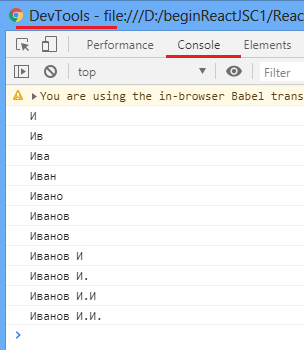 DevTools - file:///D:/beginReactJSC1/Reac
Performance Console Elements
top Filter
You are using the in-browser Babel trans
И
Ив
Ива
Иван
Ивано
Иванов
Иванов
Иванов И
Иванов И.
Иванов И.И
Иванов И.И.